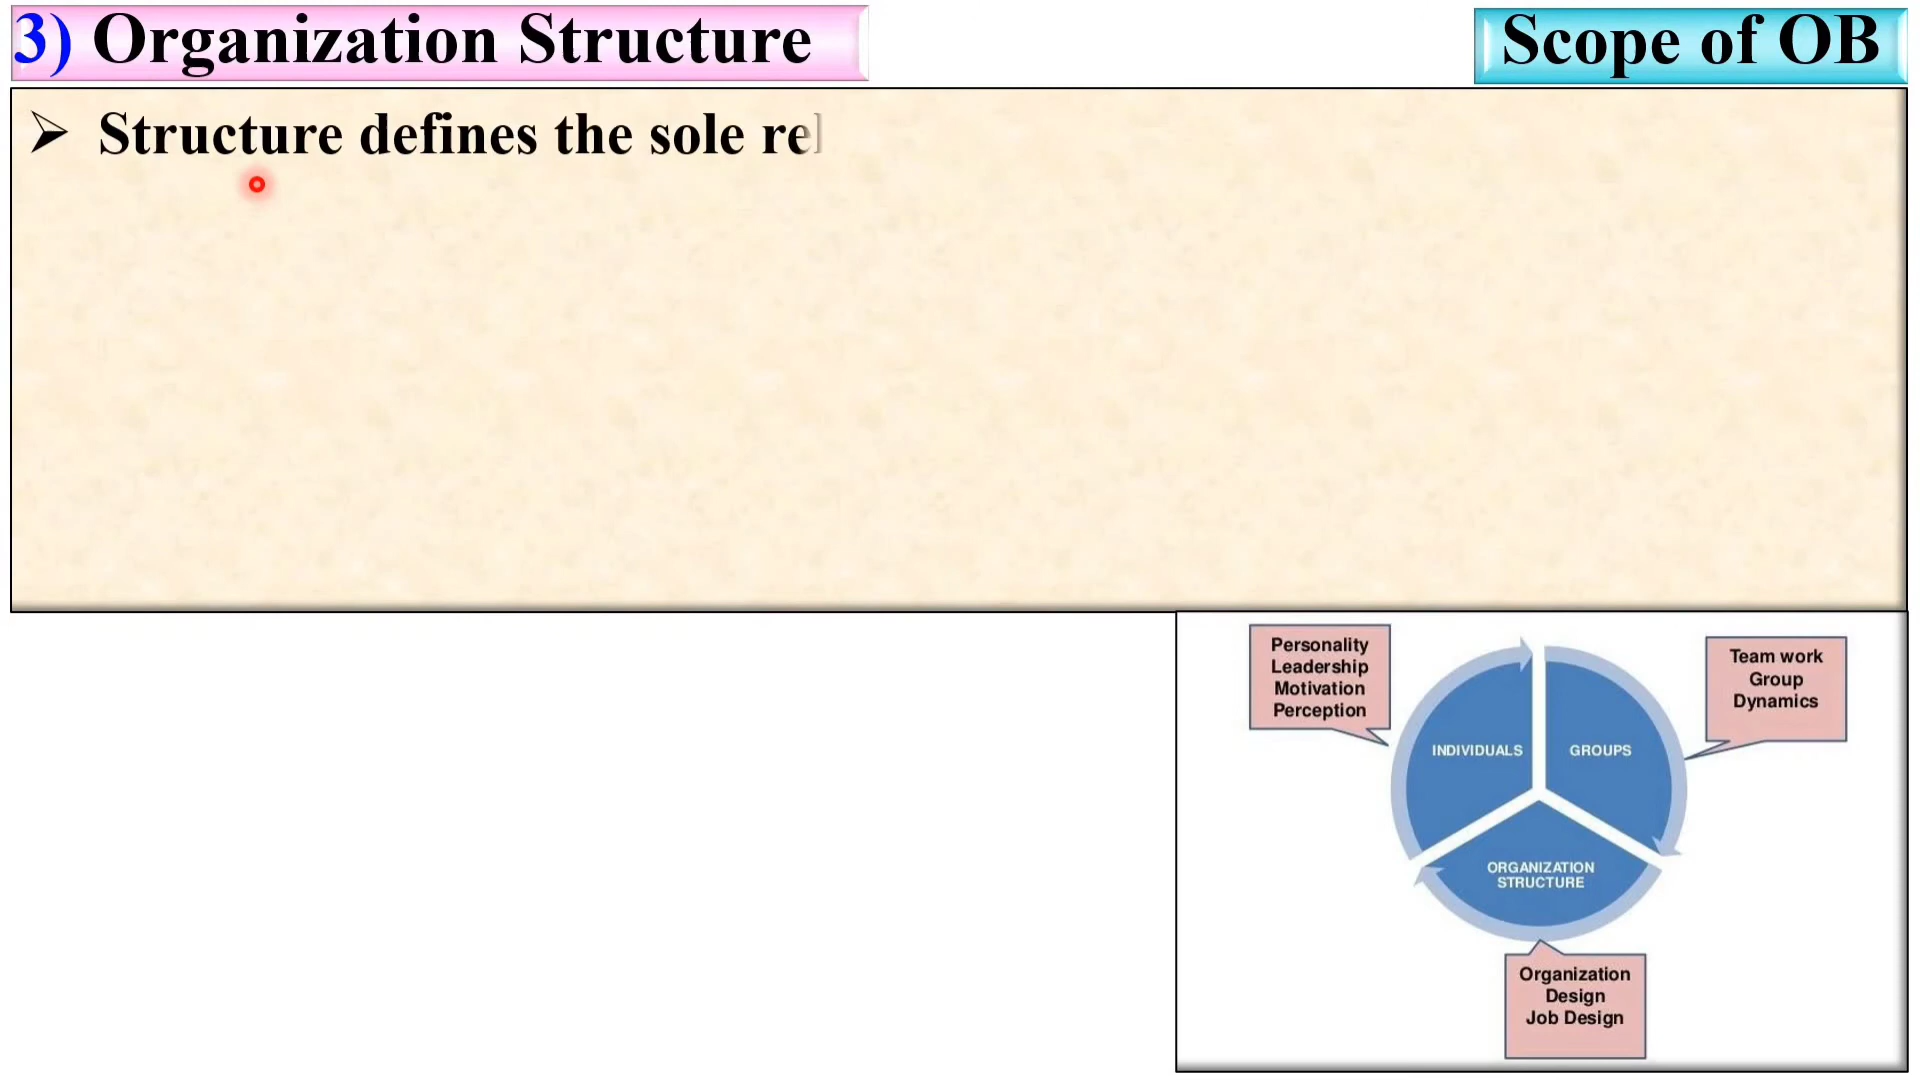 3) Organization Structure
Scope of OB
Structure defines the sole
Personality
Leadership
Motivation
Perception
Team work
Group
Dynamics
INDIVIDUALS
GROUPS
ORGANIZATION
STRUCTURE
Organization
Design
Job Design